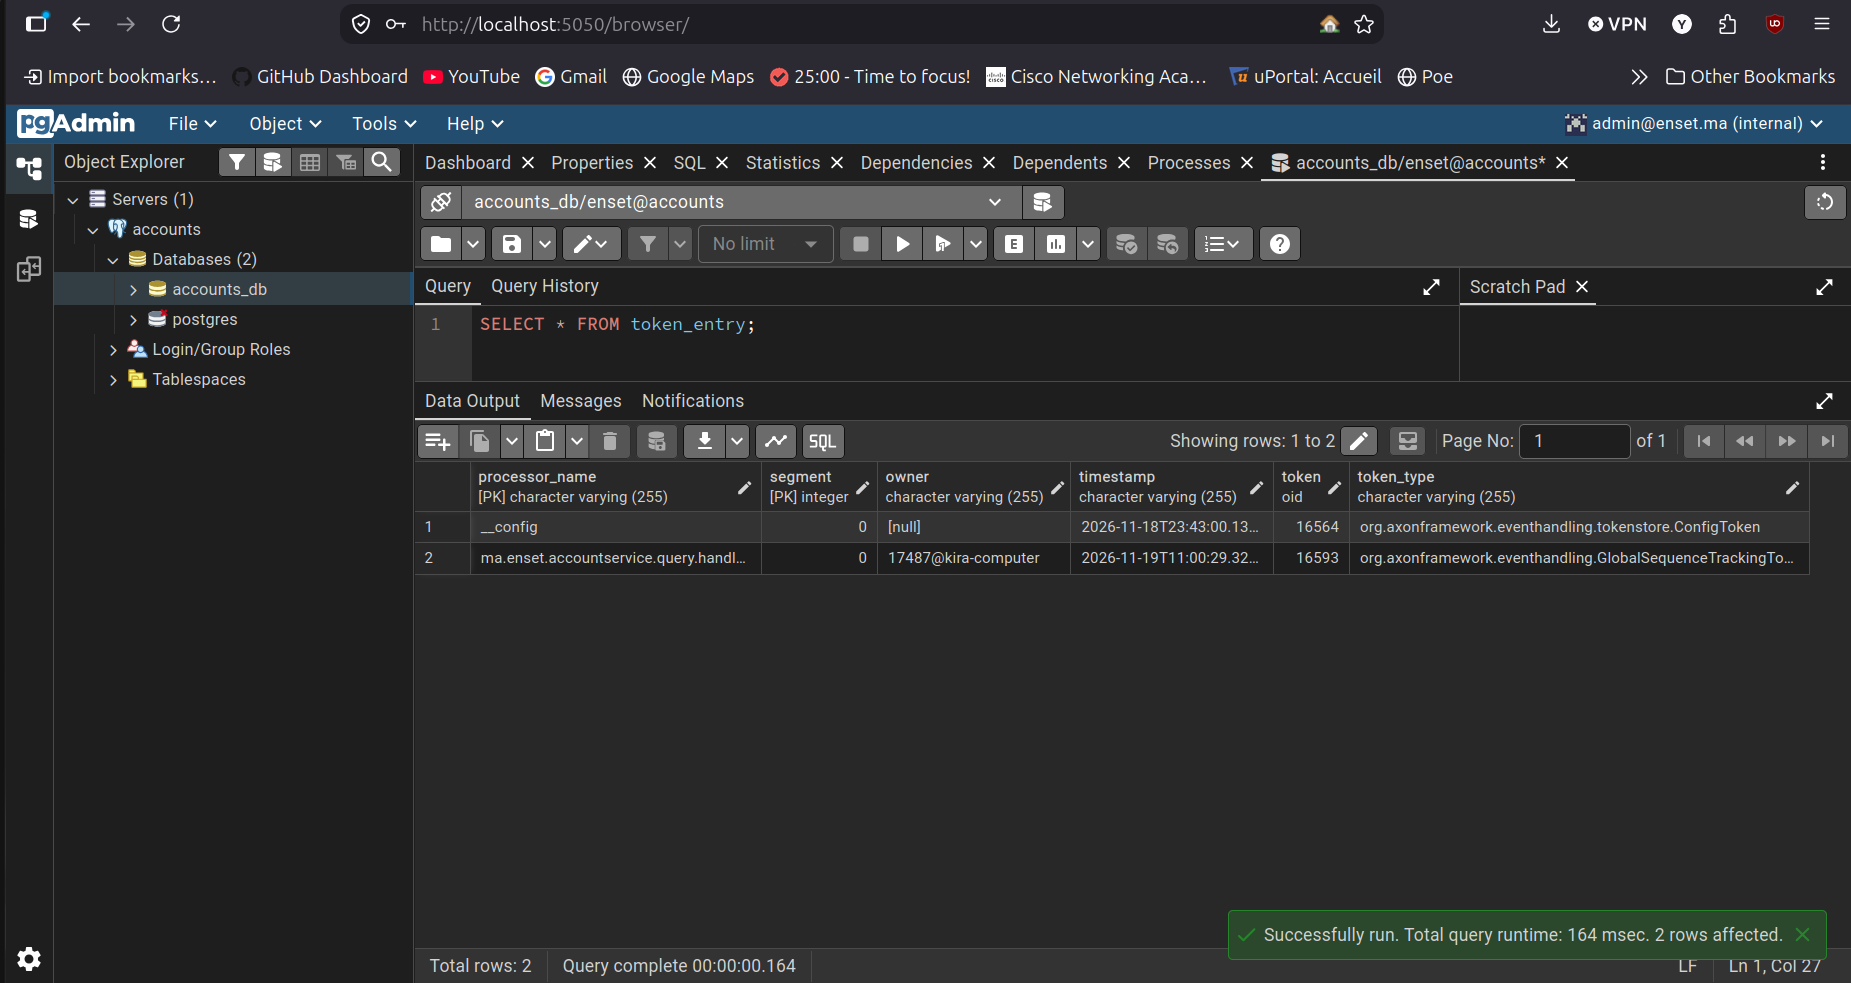 http://localhost:5050/browser/
VPN
Y
Import bookmarks...
GitHub Dashboard
YouTube
Gmail
Google Maps
25:00 - Time to focus!
Cisco Networking Aca...
uPortal: Accueil
Poe
Other Bookmarks
pgAdmin
File
Object
Tools
Help
admin@enset.ma (internal)
Object Explorer
Dashboard
Properties
SQL
Statistics
Dependencies
Dependents
Processes
accounts_db/enset@accounts*
Servers (1)
accounts
Databases (2)
accounts_db
postgres
Login/Group Roles
Tablespaces
accounts_db/enset@accounts
No limit
E
Query
Query History
Scratch Pad
1
SELECT * FROM token_entry;
Data Output
Messages
Notifications
SQL
Showing rows: 1 to 2
Page No:
1
of 1
processor_name
[PK] character varying (255)
segment
[PK] integer
owner
character varying (255)
timestamp
character varying (255)
token
oid
token_type
character varying (255)
1
__config
0
[null]
2026-11-18T23:43:00.13...
16564
org.axonframework.eventhandling.tokenstore.ConfigToken
2
ma.enset.accountservice.query.handl...
0
17487@kira-computer
2026-11-19T11:00:29.32...
16593
org.axonframework.eventhandling.GlobalSequenceTrackingTo...
Successfully run. Total query runtime: 164 msec. 2 rows affected.
Total rows: 2
Query complete 00:00:00.164
LF
Ln 1, Col 27